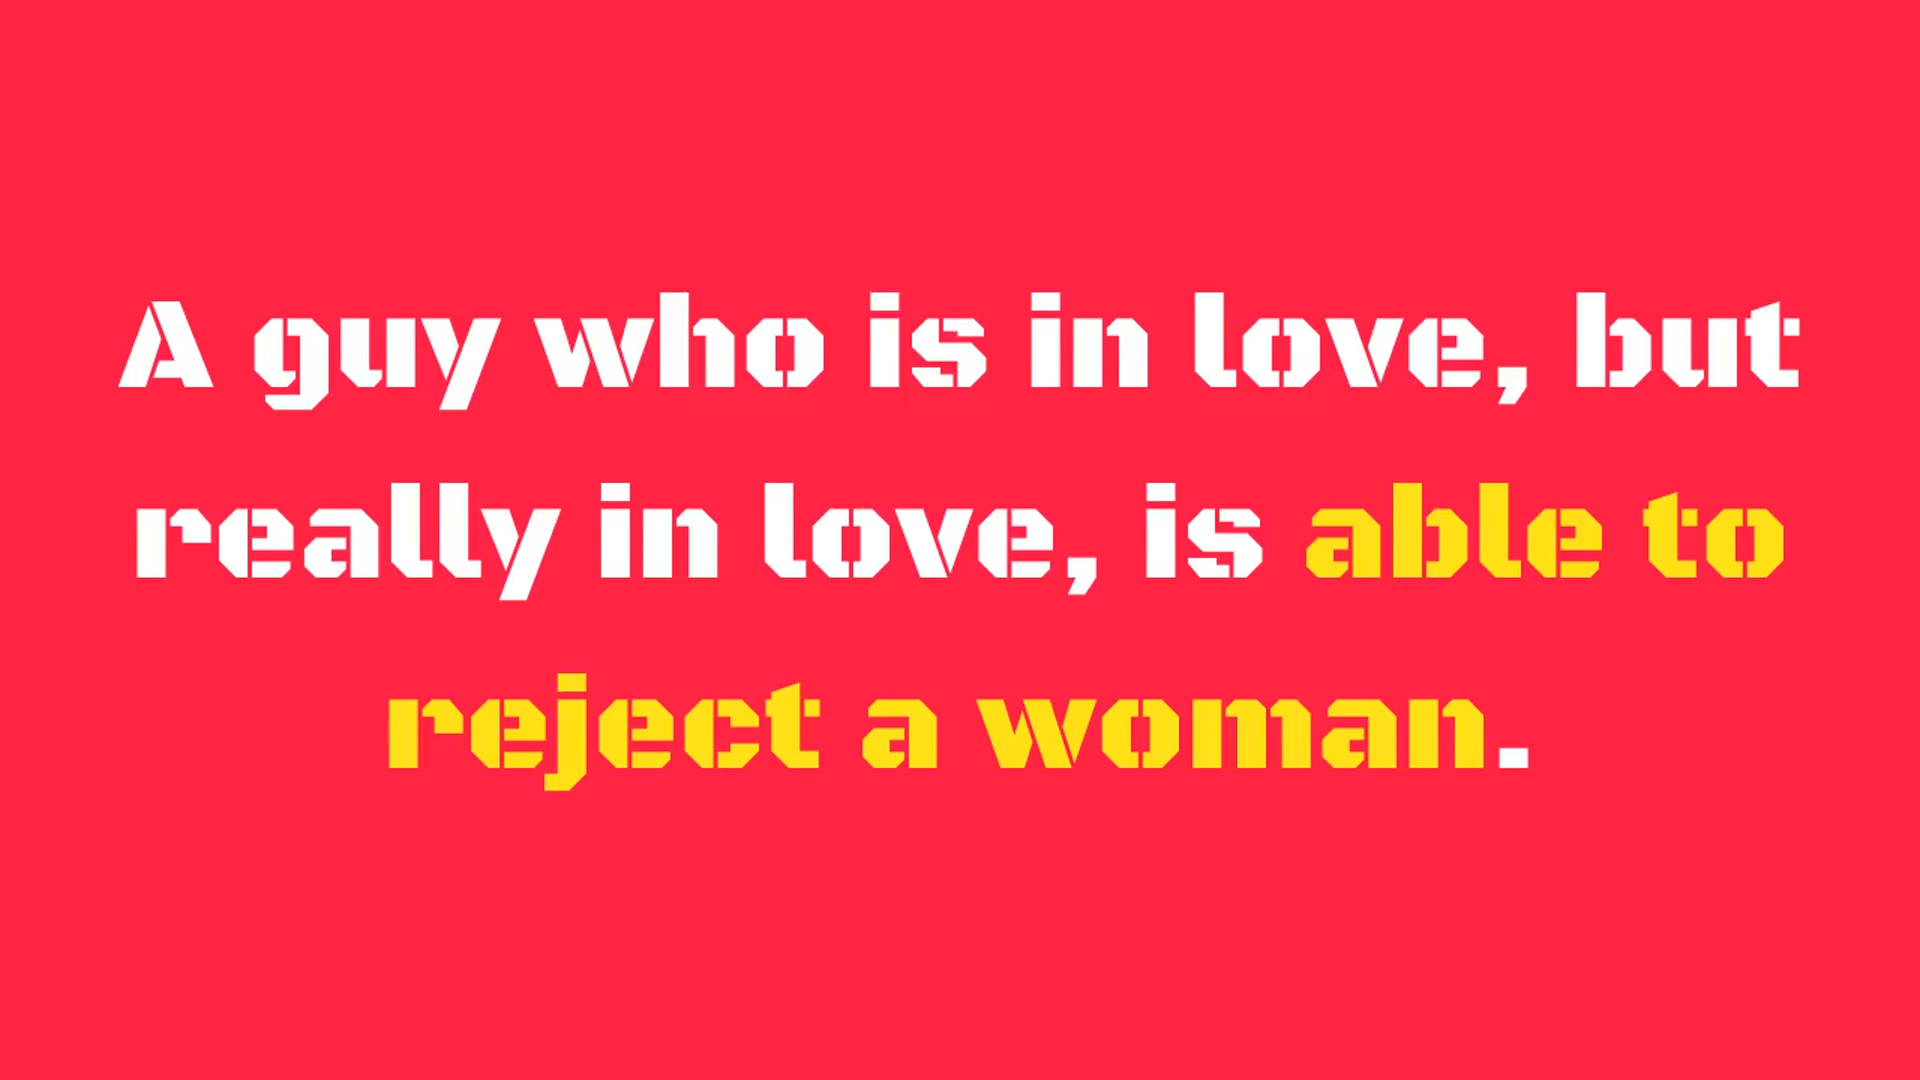 A guy who is in love, but
really in love, is able to
reject a woman.